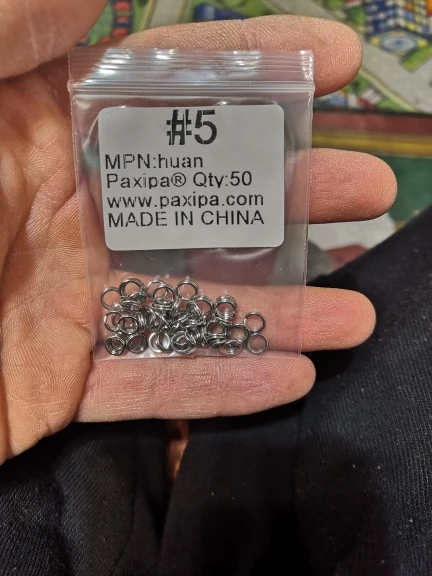 #5
MPN:huan
Paxipa® Qty:50
www.paxipa.com
MADE IN CHINA